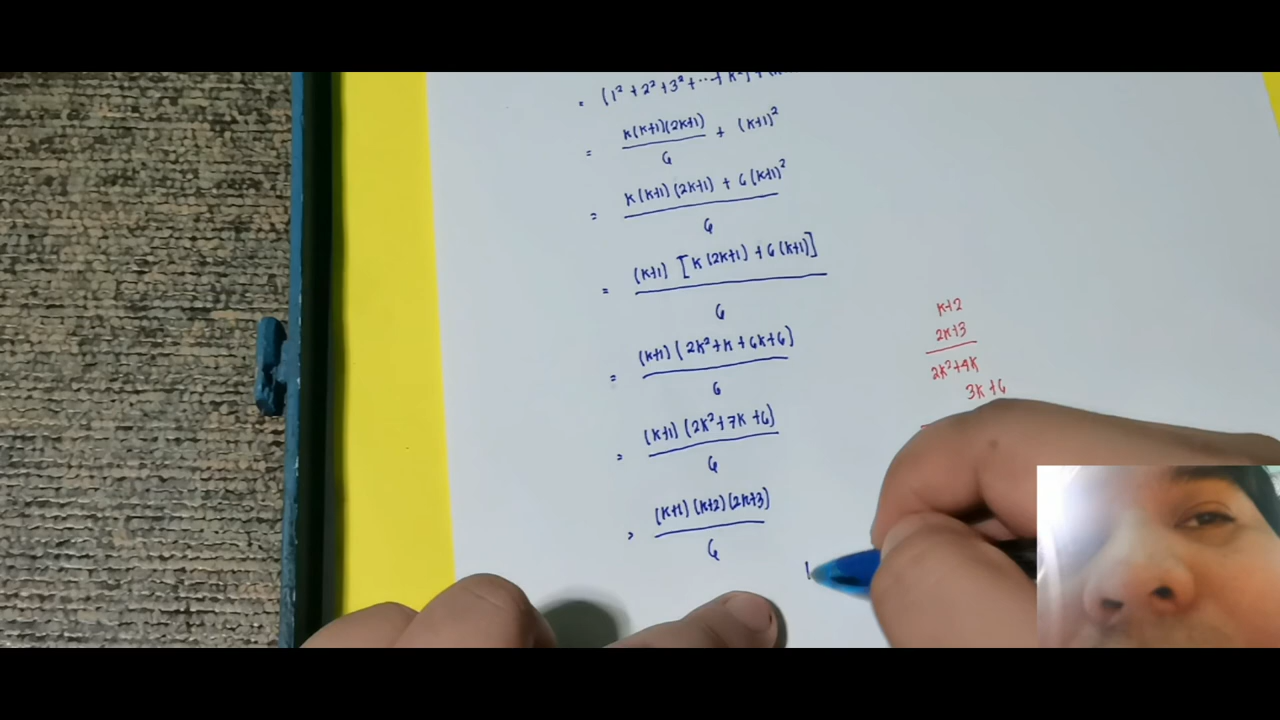 = (1² + 2² + 3² + ... + k²) +
= k(k+1)(2k+1) / 6 + (k+1)²
= k(k+1)(2k+1) + 6(k+1)² / 6
= (k+1) [k(2k+1) + 6(k+1)] / 6
= (k+1)(2k²+k+6k+6) / 6
= (k+1)(2k²+7k+6) / 6
= (k+1)(k+2)(2k+3) / 6
k+2
2k+3
2k²+4k
3k+6